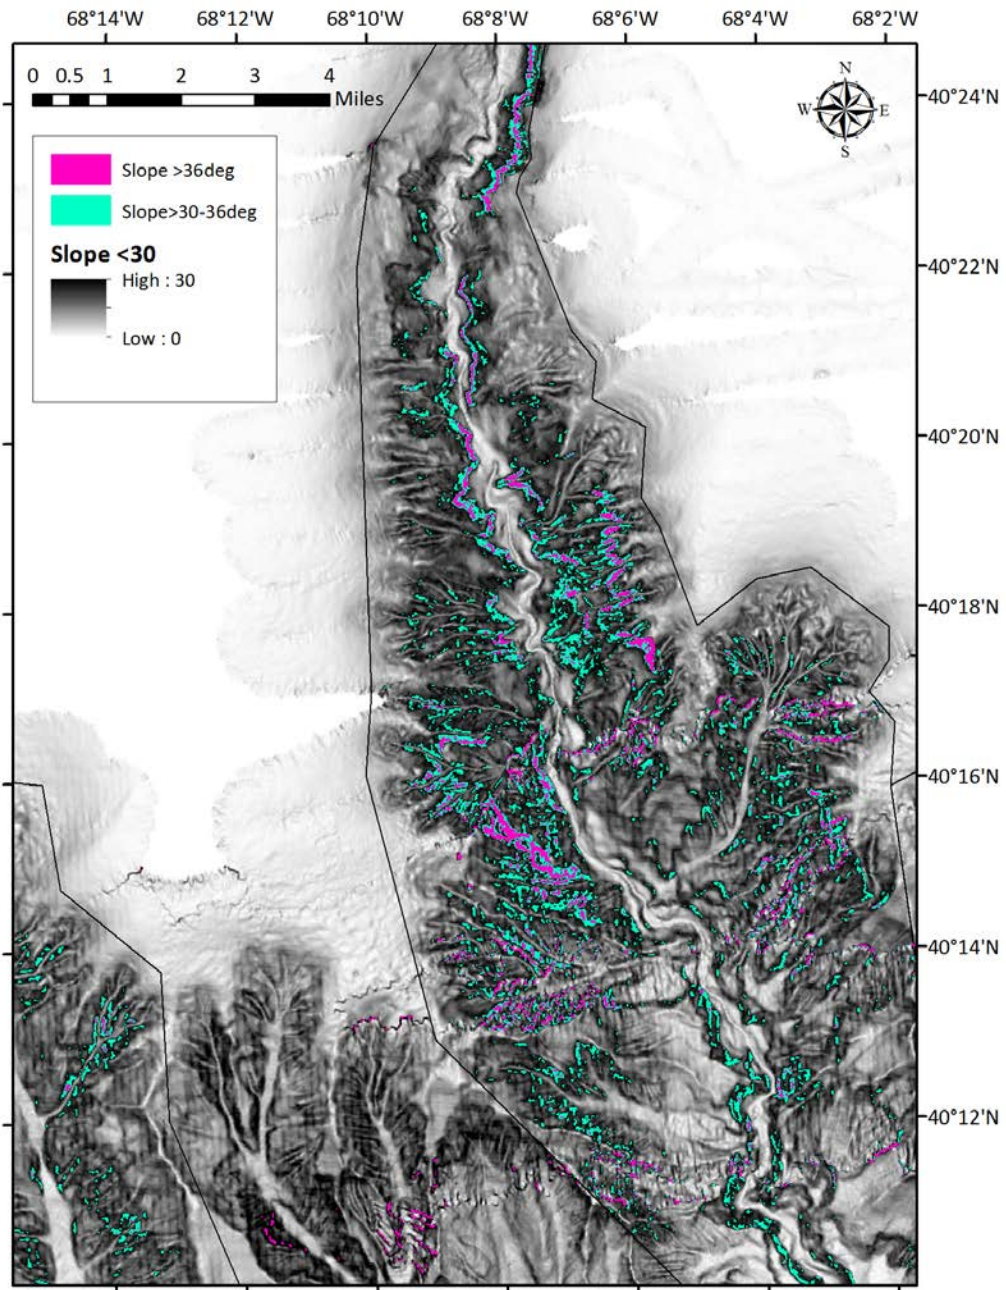 68°14'W 68°12'W 68°10'W 68°8'W 68°6'W 68°4'W 68°2'W
0 0.5 1 2 3 4
Miles
N
W E
S
40°24'N
Slope >36deg
Slope>30-36deg
Slope <30
High : 30
Low : 0
40°22'N
40°20'N
40°18'N
40°16'N
40°14'N
40°12'N